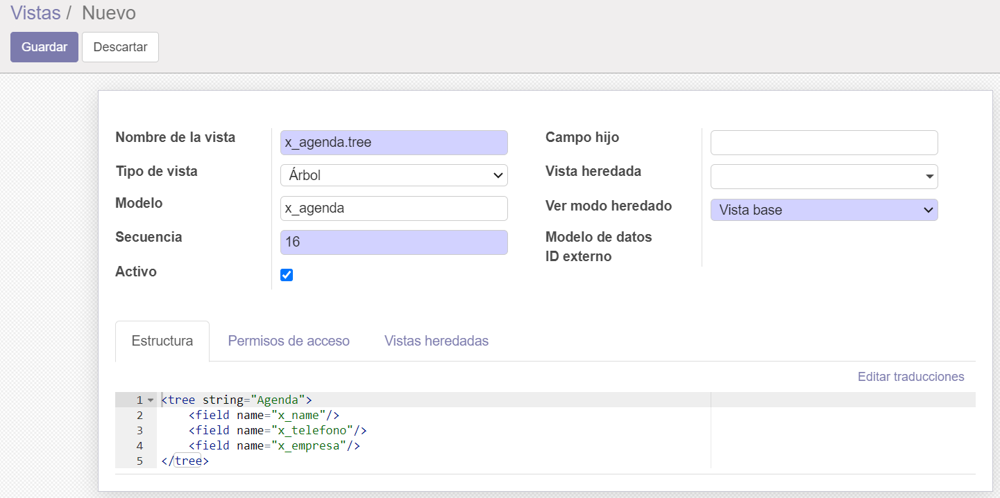 Vistas / Nuevo
Guardar Descartar
Nombre de la vista x_agenda.tree
Tipo de vista Árbol
Modelo x_agenda
Secuencia 16
Activo
Campo hijo
Vista heredada
Ver modo heredado Vista base
Modelo de datos
ID externo
Estructura Permisos de acceso Vistas heredadas
Editar traducciones
1 <tree string="Agenda">
2     <field name="x_name"/>
3     <field name="x_telefono"/>
4     <field name="x_empresa"/>
5 </tree>